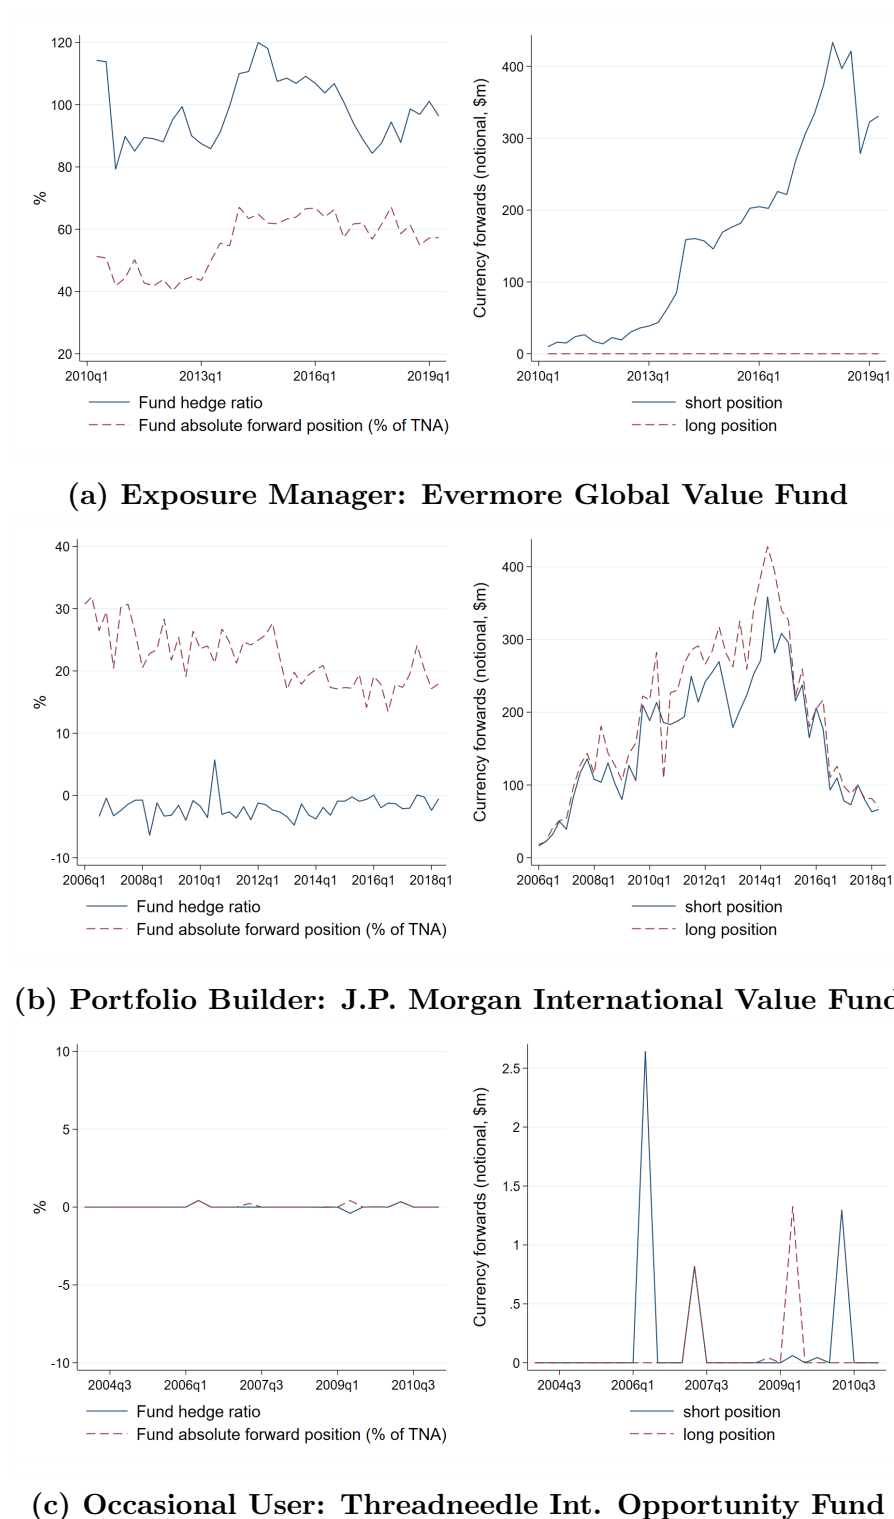 120
100
80
60
40
20
%
2010q1 2013q1 2016q1 2019q1
Fund hedge ratio
Fund absolute forward position (% of TNA)
400
300
200
100
0
Currency forwards (notional, $m)
2010q1 2013q1 2016q1 2019q1
short position
long position
(a) Exposure Manager: Evermore Global Value Fund
40
30
20
10
0
-10
%
2006q1 2008q1 2010q1 2012q1 2014q1 2016q1 2018q1
Fund hedge ratio
Fund absolute forward position (% of TNA)
400
300
200
100
0
Currency forwards (notional, $m)
2006q1 2008q1 2010q1 2012q1 2014q1 2016q1 2018q1
short position
long position
(b) Portfolio Builder: J.P. Morgan International Value Fund
10
5
0
-5
-10
%
2004q3 2006q1 2007q3 2009q1 2010q3
Fund hedge ratio
Fund absolute forward position (% of TNA)
2.5
2
1.5
1
.5
0
Currency forwards (notional, $m)
2004q3 2006q1 2007q3 2009q1 2010q3
short position
long position
(c) Occasional User: Threadneedle Int. Opportunity Fund